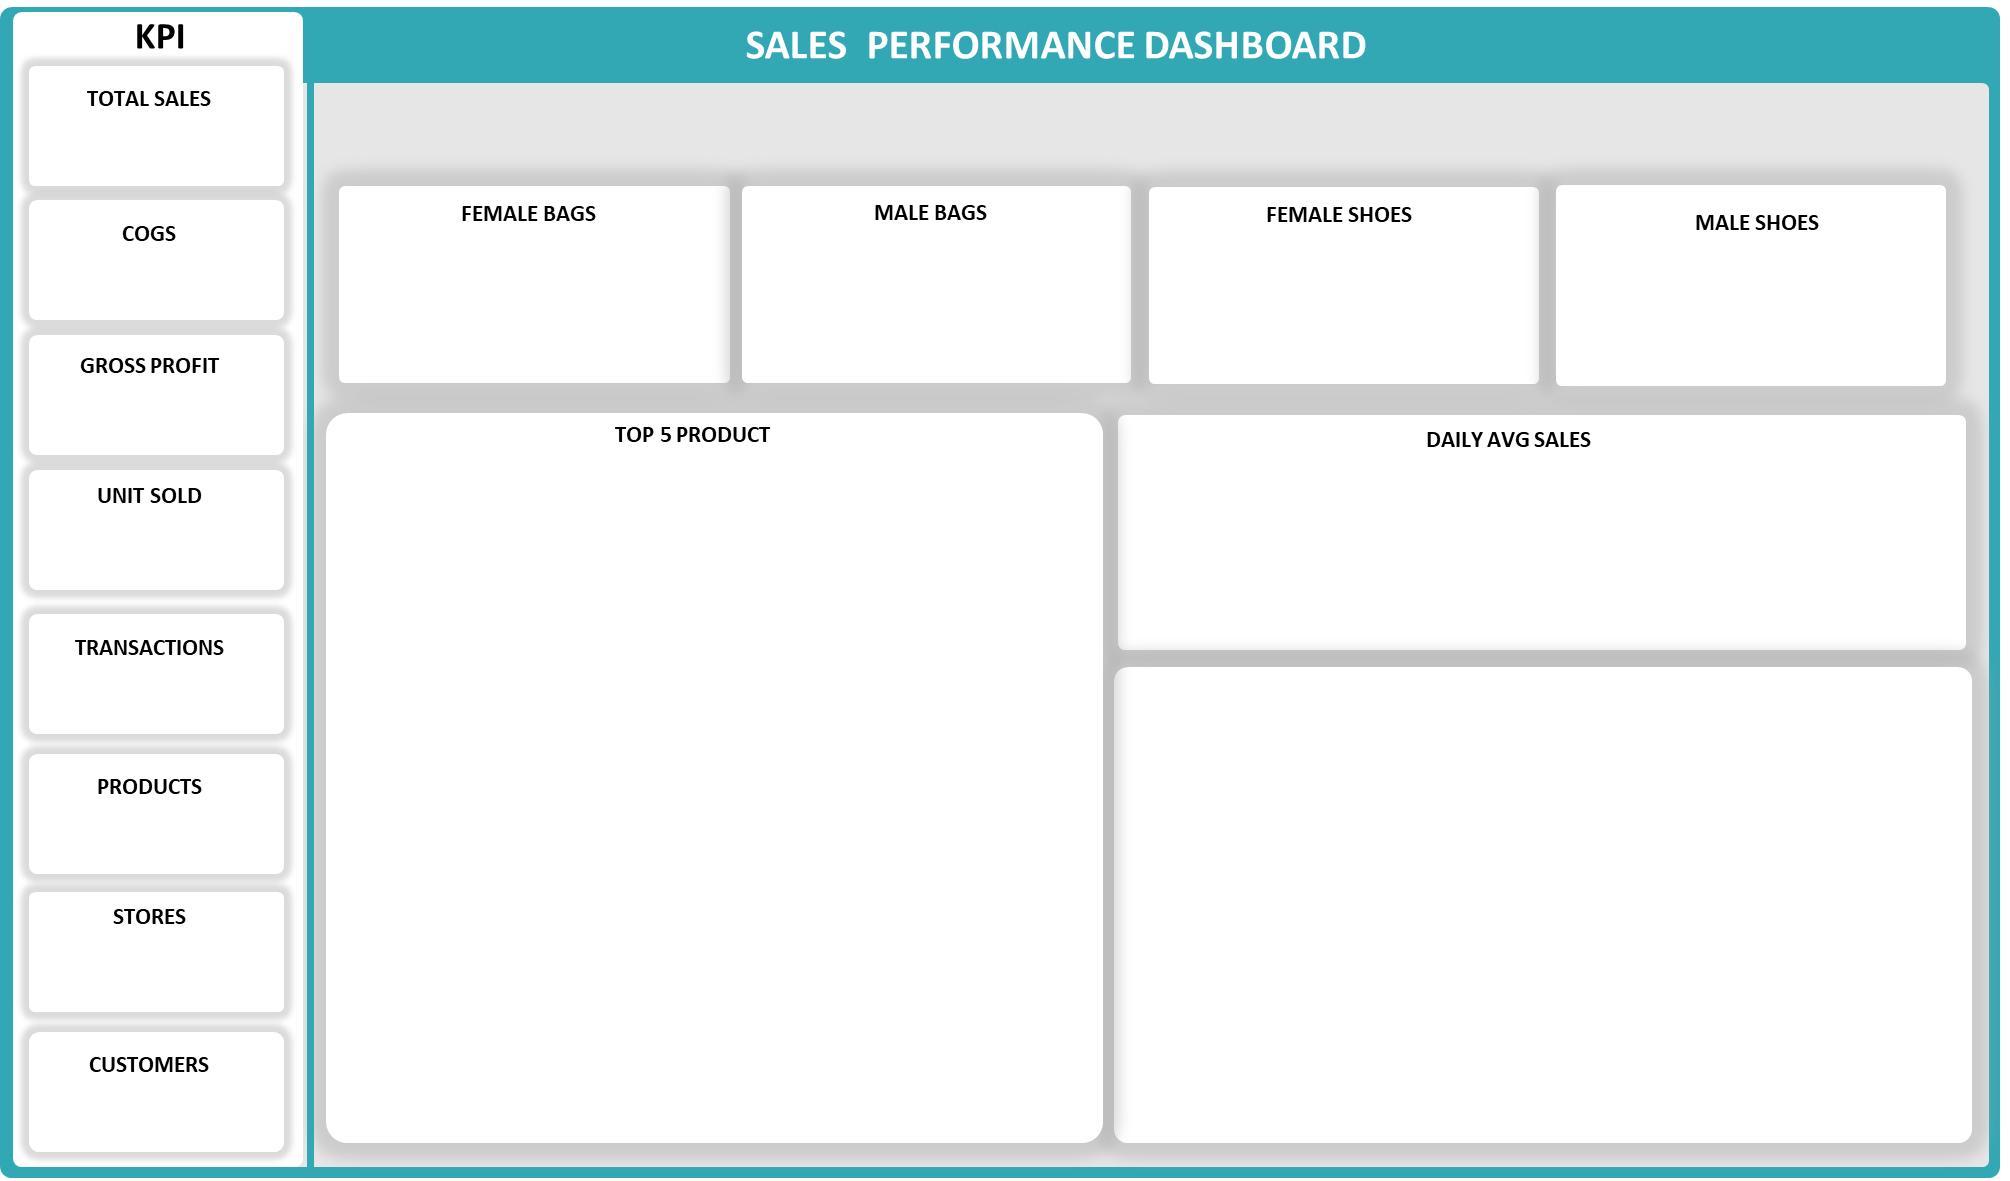 KPI
SALES PERFORMANCE DASHBOARD
TOTAL SALES
COGS
GROSS PROFIT
UNIT SOLD
TRANSACTIONS
PRODUCTS
STORES
CUSTOMERS
FEMALE BAGS
MALE BAGS
FEMALE SHOES
MALE SHOES
TOP 5 PRODUCT
DAILY AVG SALES